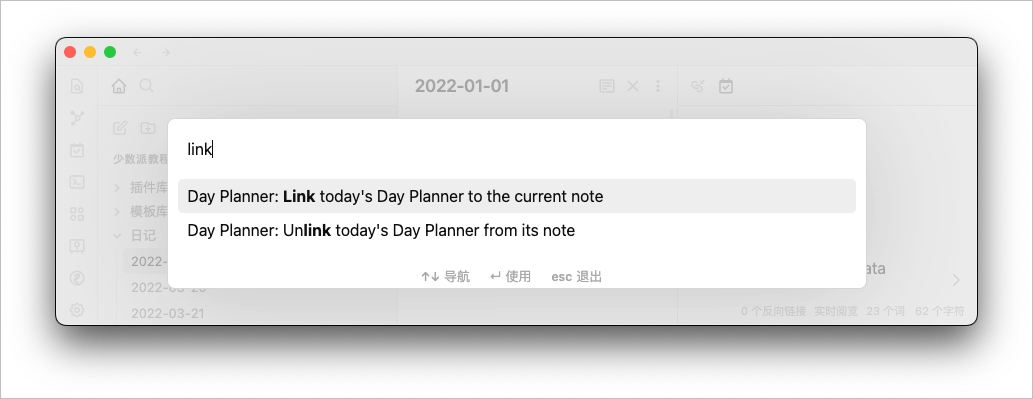 2022-01-01
link
少数派教程
Day Planner: Link today's Day Planner to the current note
插件库
模板库
Day Planner: Unlink today's Day Planner from its note
日记
2022-
↑↓ 导航 ↵ 使用 esc 退出
ata
2022-03-20
0 个反向链接 实时阅览 23 个词 62 个字符
2022-03-21